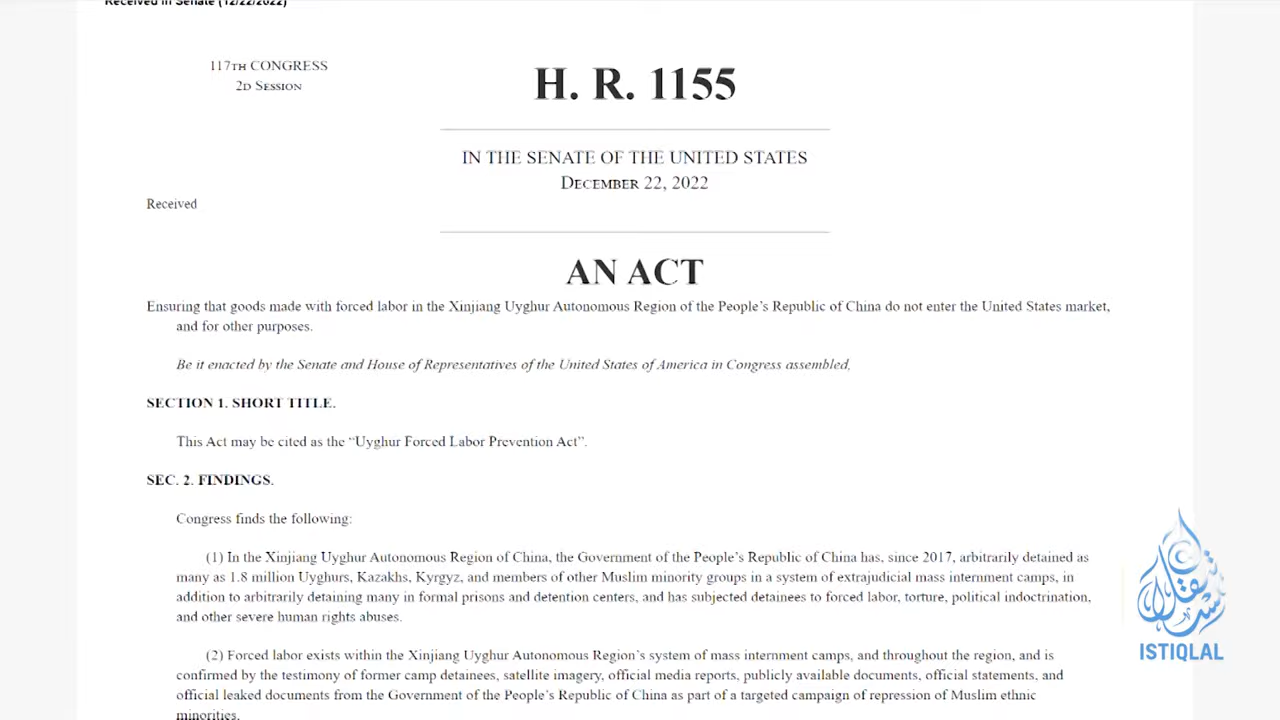 Received in Senate (12/22/2022)
117TH CONGRESS
2D SESSION
H. R. 1155
IN THE SENATE OF THE UNITED STATES
DECEMBER 22, 2022
Received
AN ACT
Ensuring that goods made with forced labor in the Xinjiang Uyghur Autonomous Region of the People’s Republic of China do not enter the United States market,
and for other purposes.
Be it enacted by the Senate and House of Representatives of the United States of America in Congress assembled,
SECTION 1. SHORT TITLE.
This Act may be cited as the “Uyghur Forced Labor Prevention Act”.
SEC. 2. FINDINGS.
Congress finds the following:
(1) In the Xinjiang Uyghur Autonomous Region of China, the Government of the People’s Republic of China has, since 2017, arbitrarily detained as
many as 1.8 million Uyghurs, Kazakhs, Kyrgyz, and members of other Muslim minority groups in a system of extrajudicial mass internment camps, in
addition to arbitrarily detaining many in formal prisons and detention centers, and has subjected detainees to forced labor, torture, political indoctrination,
and other severe human rights abuses.
(2) Forced labor exists within the Xinjiang Uyghur Autonomous Region’s system of mass internment camps, and throughout the region, and is
confirmed by the testimony of former camp detainees, satellite imagery, official media reports, publicly available documents, official statements, and
official leaked documents from the Government of the People’s Republic of China as part of a targeted campaign of repression of Muslim ethnic
minorities.
ISTIQLAL